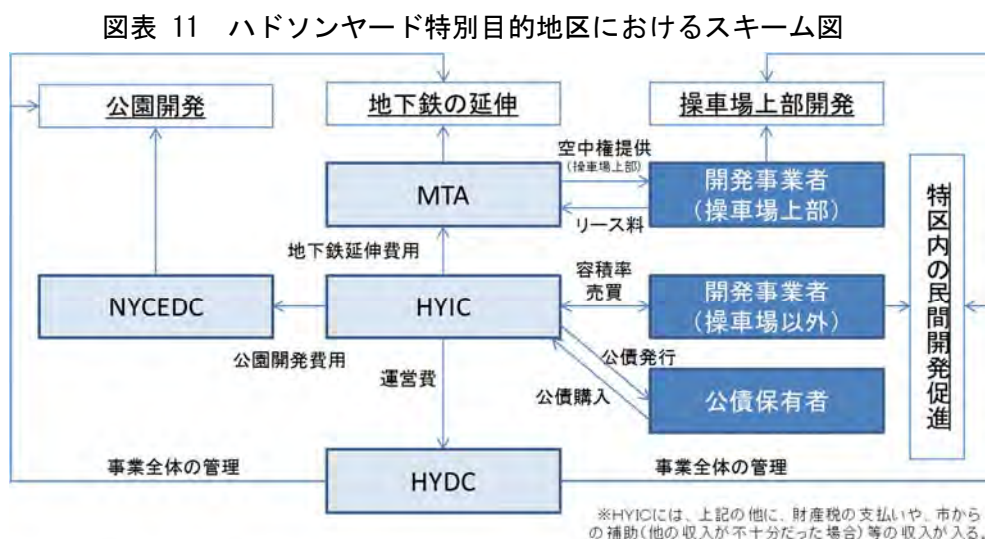 図表 11　ハドソンヤード特別目的地区におけるスキーム図
公園開発
地下鉄の延伸
操車場上部開発
空中権提供
（操車場上部）
MTA
開発事業者
（操車場上部）
リース料
特区内の民間開発促進
地下鉄延伸費用
容積率
売買
NYCEDC
HYIC
開発事業者
（操車場以外）
公園開発費用
公債発行
運営費
公債購入
公債保有者
事業全体の管理
HYDC
事業全体の管理
※HYICには、上記の他に、財産税の支払いや、市から
の補助(他の収入が不十分だった場合)等の収入が入る。